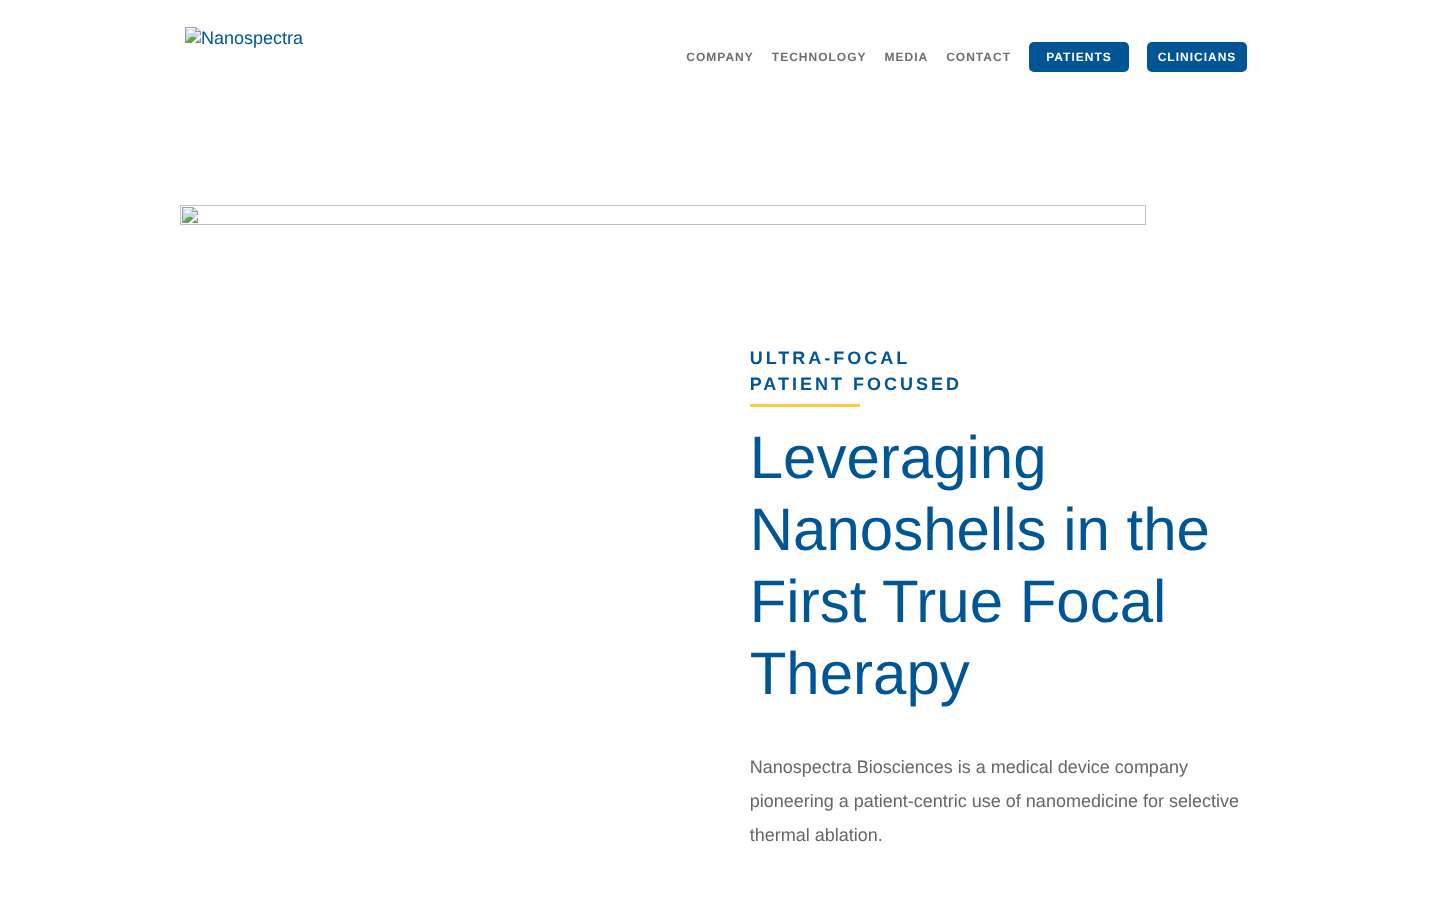 Nanospectra
COMPANY TECHNOLOGY MEDIA CONTACT PATIENTS CLINICIANS
ULTRA-FOCAL
PATIENT FOCUSED
Leveraging
Nanoshells in the
First True Focal
Therapy
Nanospectra Biosciences is a medical device company
pioneering a patient-centric use of nanomedicine for selective
thermal ablation.